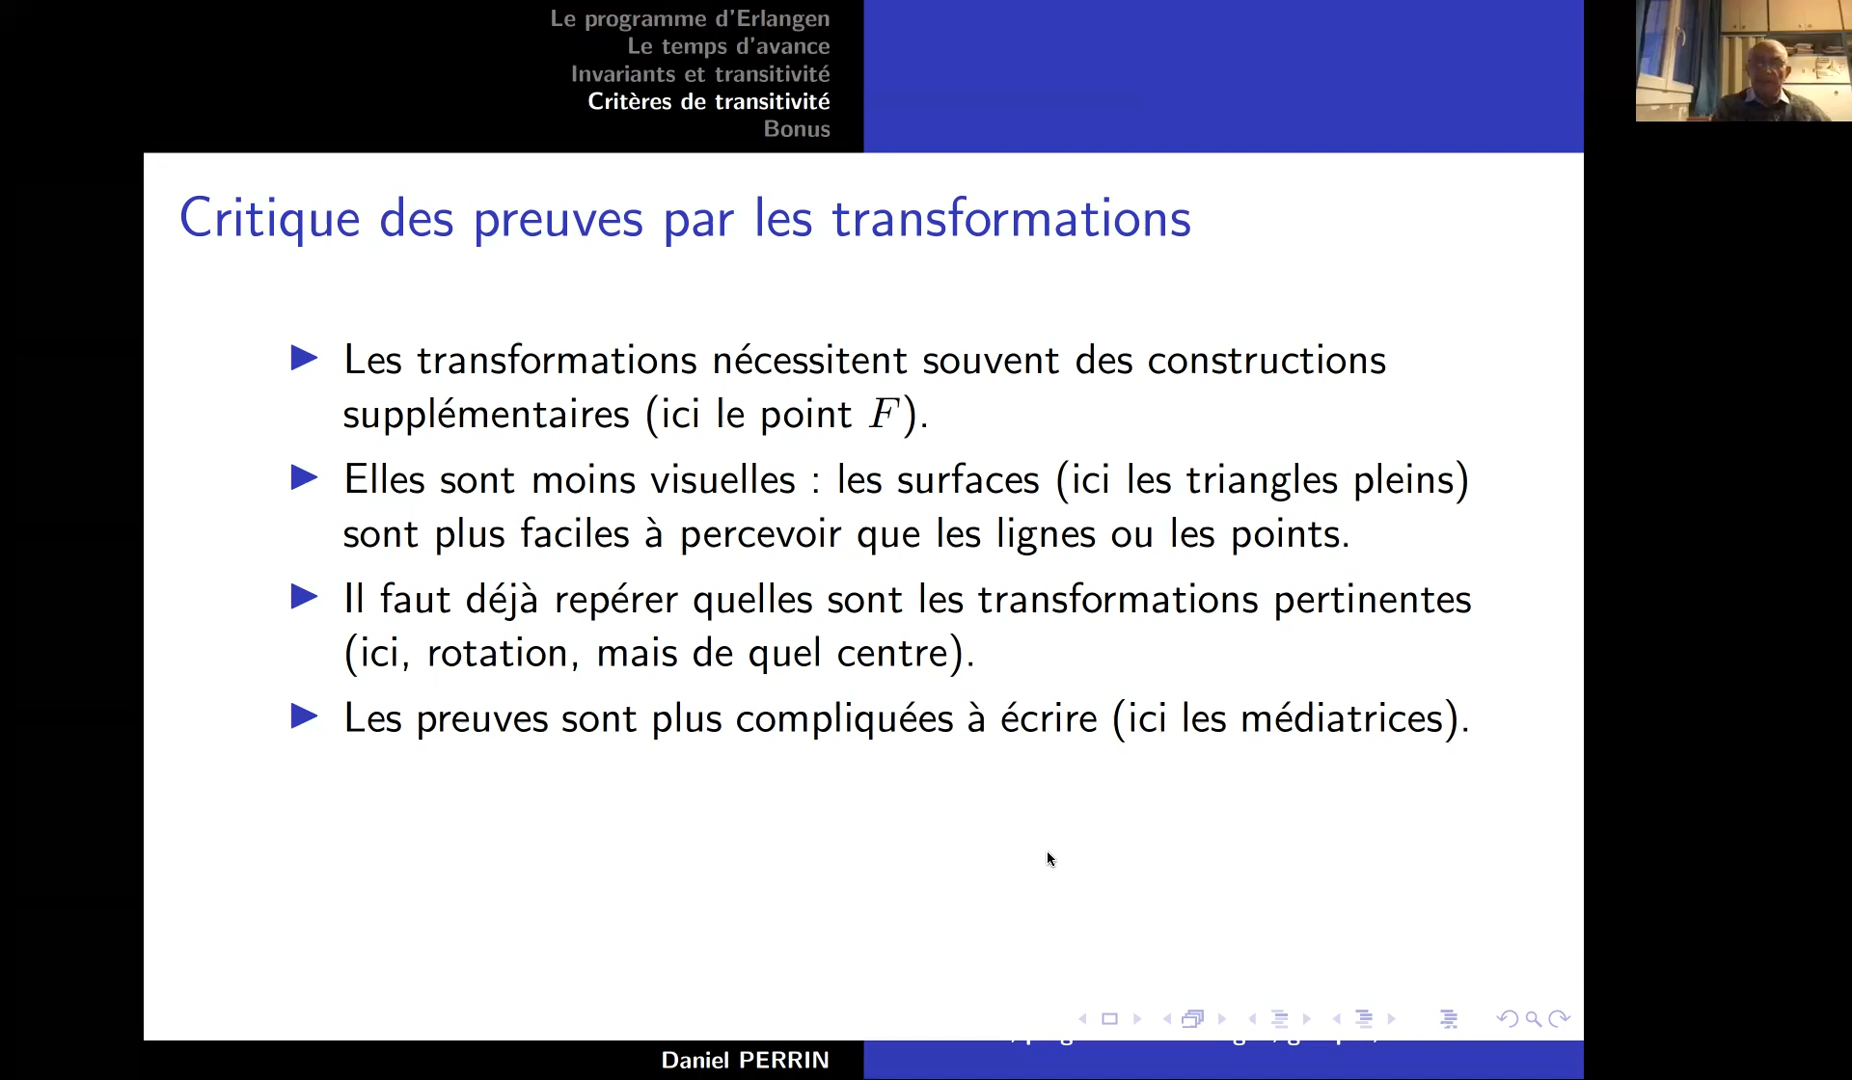 Le programme d'Erlangen
Le temps d'avance
Invariants et transitivité
Critères de transitivité
Bonus
Critique des preuves par les transformations
Les transformations nécessitent souvent des constructions
supplémentaires (ici le point F).
Elles sont moins visuelles : les surfaces (ici les triangles pleins)
sont plus faciles à percevoir que les lignes ou les points.
Il faut déjà repérer quelles sont les transformations pertinentes
(ici, rotation, mais de quel centre).
Les preuves sont plus compliquées à écrire (ici les médiatrices).
Daniel PERRIN